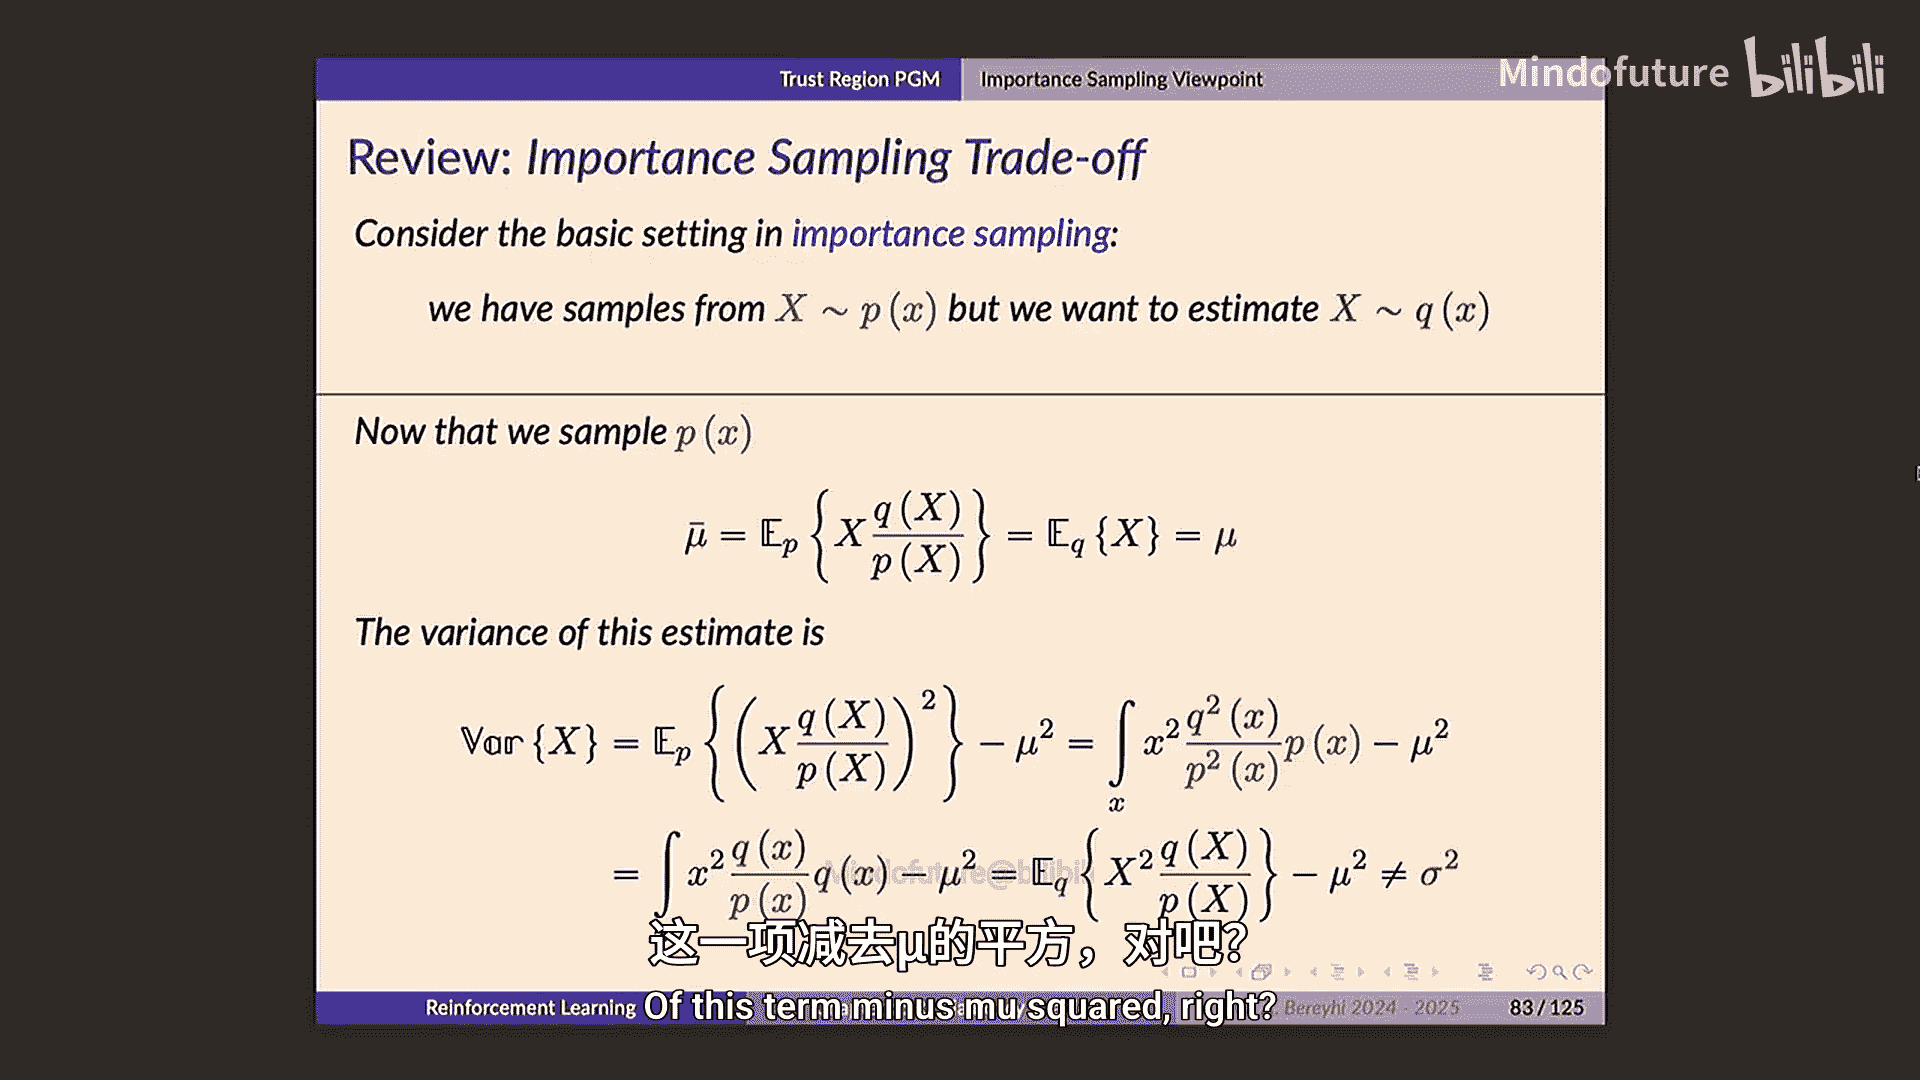 Mindofuture bilibili
Trust Region PGM Importance Sampling Viewpoint
Review: Importance Sampling Trade-off
Consider the basic setting in importance sampling:
we have samples from X ∼ p (x) but we want to estimate X ∼ q (x)
Now that we sample p (x)
μ̄ = 𝔼_p { X q (X) / p (X) } = 𝔼_q {X} = μ
The variance of this estimate is
𝕍ar {X} = 𝔼_p { ( X q (X) / p (X) )² } − μ² = ∫_x x² q² (x) / p² (x) p (x) − μ²
= ∫ x² q (x) / p (x) q (x) − μ² = 𝔼_q { X² q (X) / p (X) } − μ² ≠ σ²
这一项减去μ的平方，对吧？
Of this term minus mu squared, right?
Reinforcement Learning Bereyhi 2024 - 2025 83 / 125